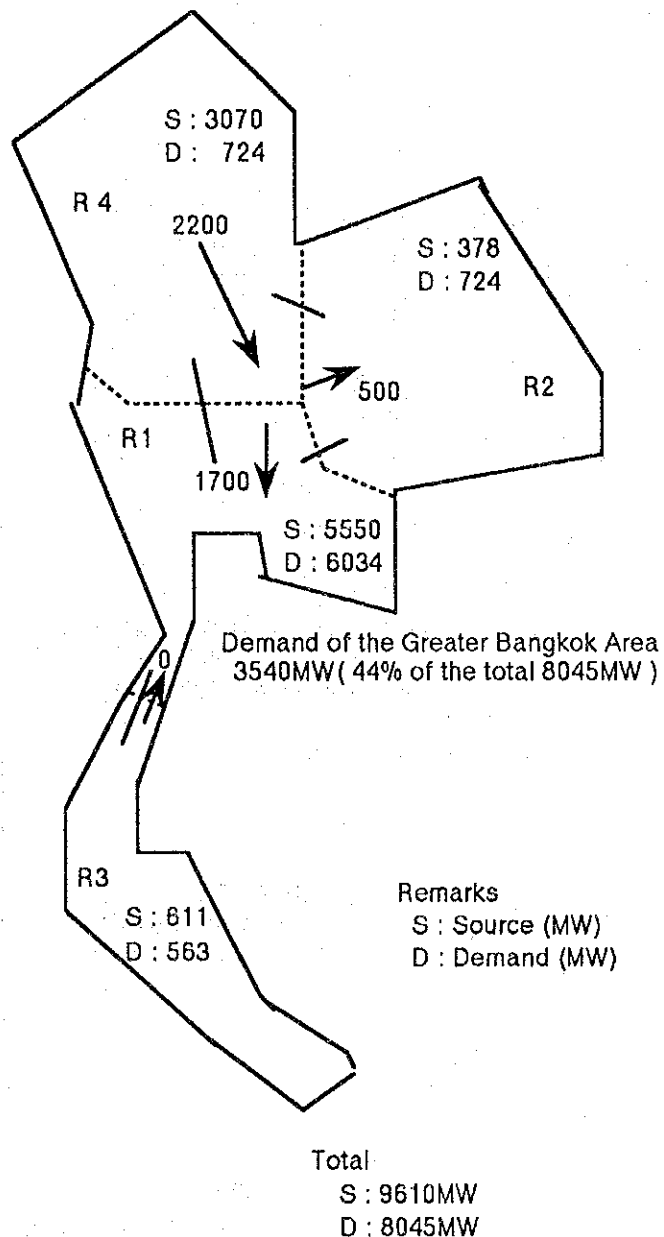 S : 3070
D : 724
R 4
2200
S : 378
D : 724
500
R2
R1
1700
S : 5550
D : 6034
Demand of the Greater Bangkok Area
3540MW ( 44% of the total 8045MW )
0
R3
S : 611
D : 563
Remarks
S : Source (MW)
D : Demand (MW)
Total
S : 9610MW
D : 8045MW